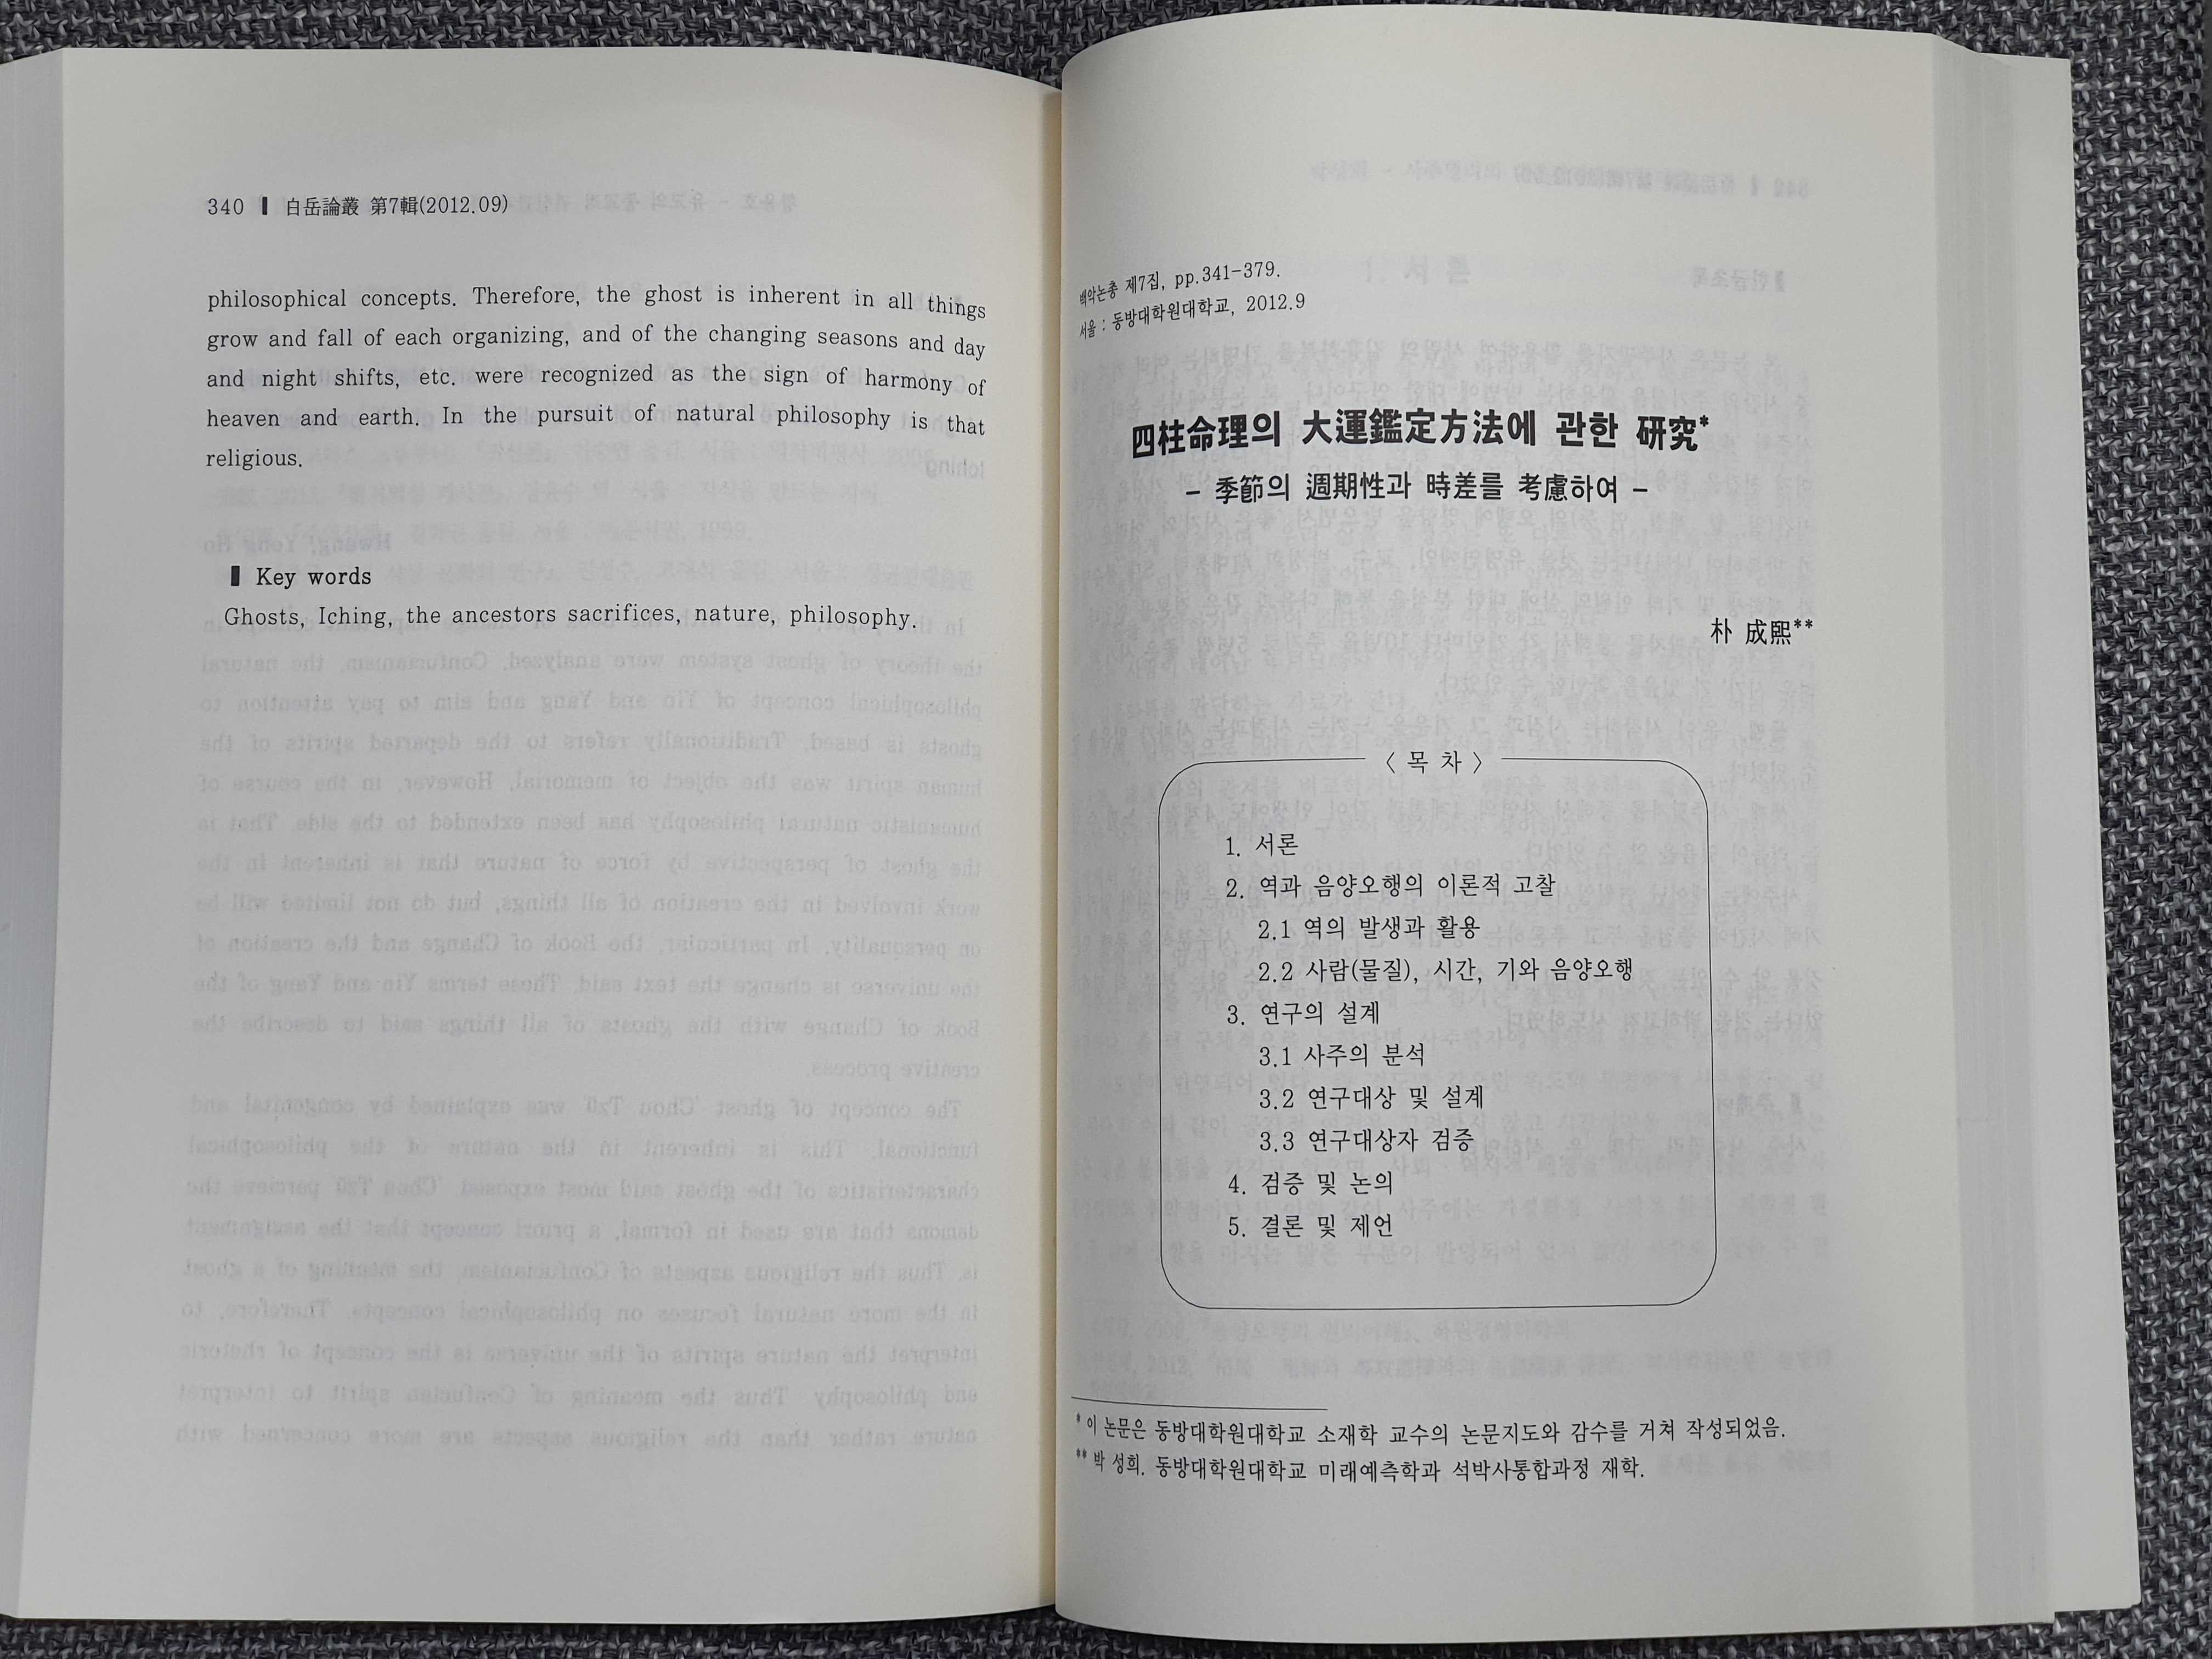 340 ▌ 白岳論叢 第7輯(2012.09)
philosophical concepts. Therefore, the ghost is inherent in all things
grow and fall of each organizing, and of the changing seasons and day
and night shifts, etc. were recognized as the sign of harmony of
heaven and earth. In the pursuit of natural philosophy is that
religious.
▌ Key words
Ghosts, Iching, the ancestors sacrifices, nature, philosophy.
백악논총 제7집, pp.341-379.
서울 : 동방대학원대학교, 2012.9
四柱命理의 大運鑑定方法에 관한 研究*
- 季節의 週期性과 時差를 考慮하여 -
朴 成熙**
< 목 차 >
1. 서론
2. 역과 음양오행의 이론적 고찰
2.1 역의 발생과 활용
2.2 사람(물질), 시간, 기와 음양오행
3. 연구의 설계
3.1 사주의 분석
3.2 연구대상 및 설계
3.3 연구대상자 검증
4. 검증 및 논의
5. 결론 및 제언
* 이 논문은 동방대학원대학교 소재학 교수의 논문지도와 감수를 거쳐 작성되었음.
** 박 성희. 동방대학원대학교 미래예측학과 석박사통합과정 재학.